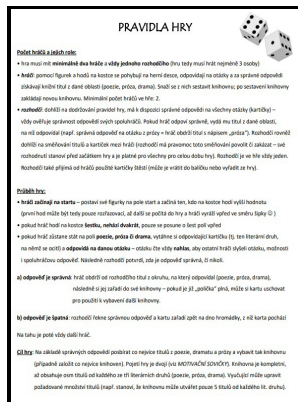 PRAVIDLA HRY
Počet hráčů a jejich role:
• hra musí mít minimálně dva hráče a vždy jednoho rozhodčího (hru tedy musí hrát nejméně 3 osoby)
• hráči: pomocí figurek a hodů na kostce se pohybují na herní desce, odpovídají na otázky a za správné odpovědi
získávají knižní titul z dané oblasti (poezie, próza, drama). Snaží se z nich sestavit knihovnu; po sestavení knihovny
zakládají novou knihovnu. Minimální počet hráčů ve hře: 2.
• rozhodčí: dohlíží na dodržování pravidel hry, má k dispozici správné odpovědi na všechny otázky (kartičky) –
vždy ověřuje správnost odpovědí svých spoluhráčů. Pokud hráč odpoví správně, vydá mu titul z dané oblasti,
na niž odpovídal (např. správná odpověď na otázku z prózy = hráč obdrží titul s nápisem „próza"). Rozhodčí rovněž
dohlíží na směňování titulů a kartiček mezi hráči (rozhodčí má pravomoc toto směňování povolit či zakázat – své
rozhodnutí stanoví před začátkem hry a je platné pro všechny pro celou dobu hry). Rozhodčí je ve hře vždy jeden.
Rozhodčí také přijímá od hráčů použité kartičky štěstí (může je vrátit do balíčku nebo vyřadit ze hry).
Průběh hry:
• hráči začínají na startu – postaví své figurky na pole start a začíná ten, kdo na kostce hodí vyšší hodnotu
(první hod může být tedy pouze rozřazovací, až další se počítá do hry a hráči vyráží vpřed ve směru šipky ☺ )
• pokud hráč hodí na kostce šestku, nehází dvakrát, pouze se posune o šest polí vpřed
• pokud hráč zůstane stát na poli poezie, próza či drama, vytáhne si odpovídající kartičku (tj. ten literární druh,
na němž se ocitl) a odpovídá na danou otázku – otázku čte vždy nahlas, aby ostatní hráči slyšeli otázku, možnosti
i spoluhráčovu odpověď. Následně rozhodčí potvrdí, zda je odpověď správná, či nikoli.
a) odpověď je správná: hráč obdrží od rozhodčího titul z okruhu, na který odpovídal (poezie, próza, drama),
následně si jej zařadí do své knihovny – pokud je již „polička" plná, může si kartu uschovat
pro použití k vybavení další knihovny.
b) odpověď je špatná: rozhodčí řekne správnou odpověď a kartu zařadí zpět na dno hromádky, z níž karta pochází
Na tahu je poté vždy další hráč.
Cíl hry: Na základě správných odpovědí posbírat co nejvíce titulů z poezie, dramatu a prózy a vybavit tak knihovnu
(případně založit co nejvíce knihoven). Pojetí hry je dvojí (viz MOTIVAČNÍ SOUVĚTÍ). Knihovna je kompletní,
až obsahuje osm titulů od každého ze tří literárních druhů (poezie, próza, drama). Vyučující může upravit
požadované množství titulů (např. stanoví, že knihovnu může utvářet pouze 5 titulů od každého lit. druhu).